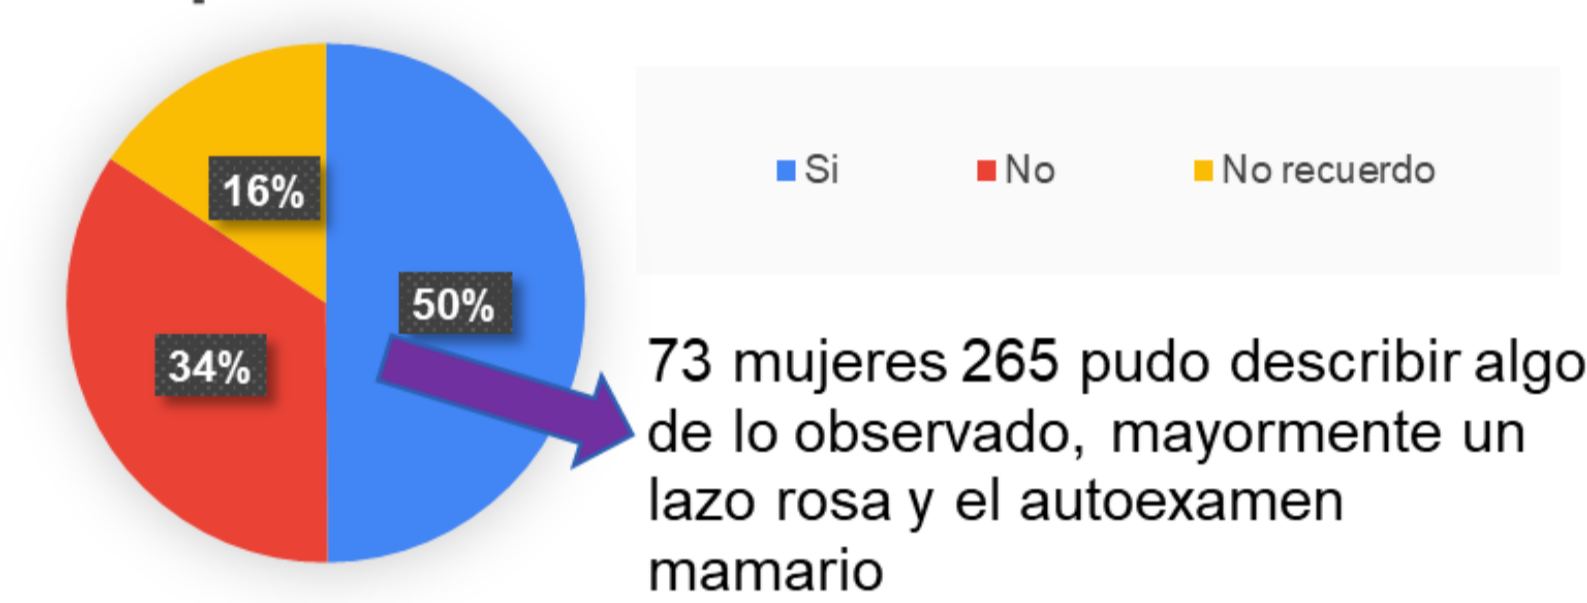 16%
50%
34%
Si
No
No recuerdo
73 mujeres 265 pudo describir algo
de lo observado, mayormente un
lazo rosa y el autoexamen
mamario